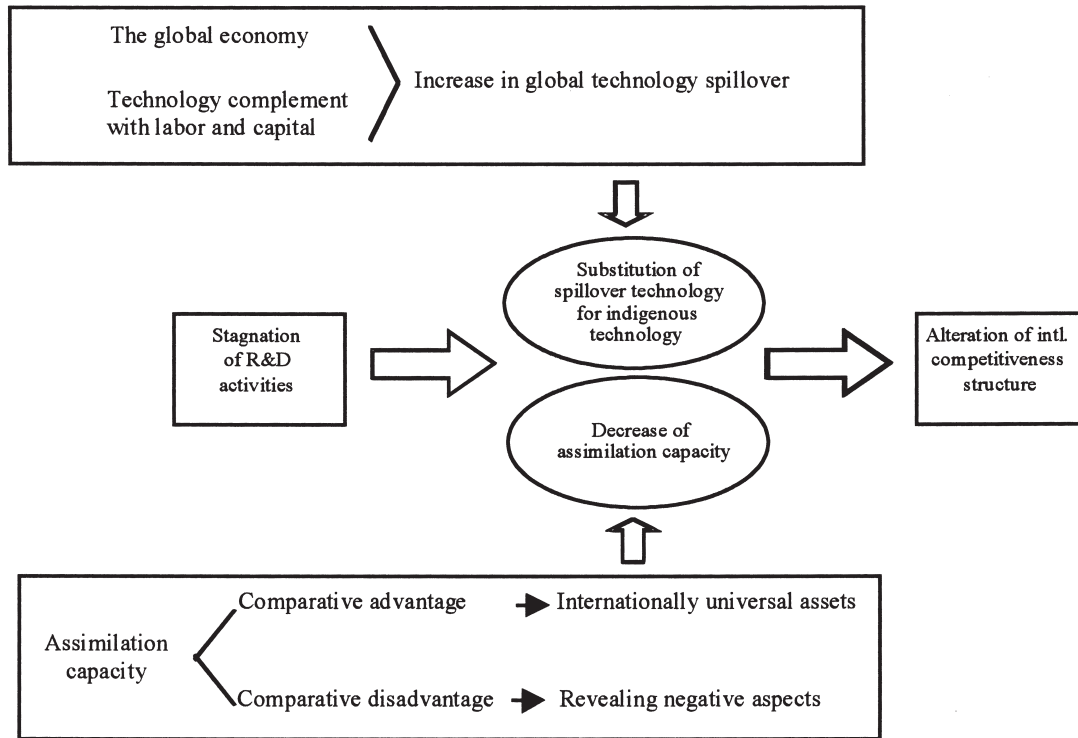 The global economy
Technology complement
with labor and capital
Increase in global technology spillover
Substitution of
spillover technology
for indigenous
technology
Stagnation
of R&D
activities
Alteration of intl.
competitiveness
structure
Decrease of
assimilation capacity
Assimilation
capacity
Comparative advantage
Internationally universal assets
Comparative disadvantage
Revealing negative aspects